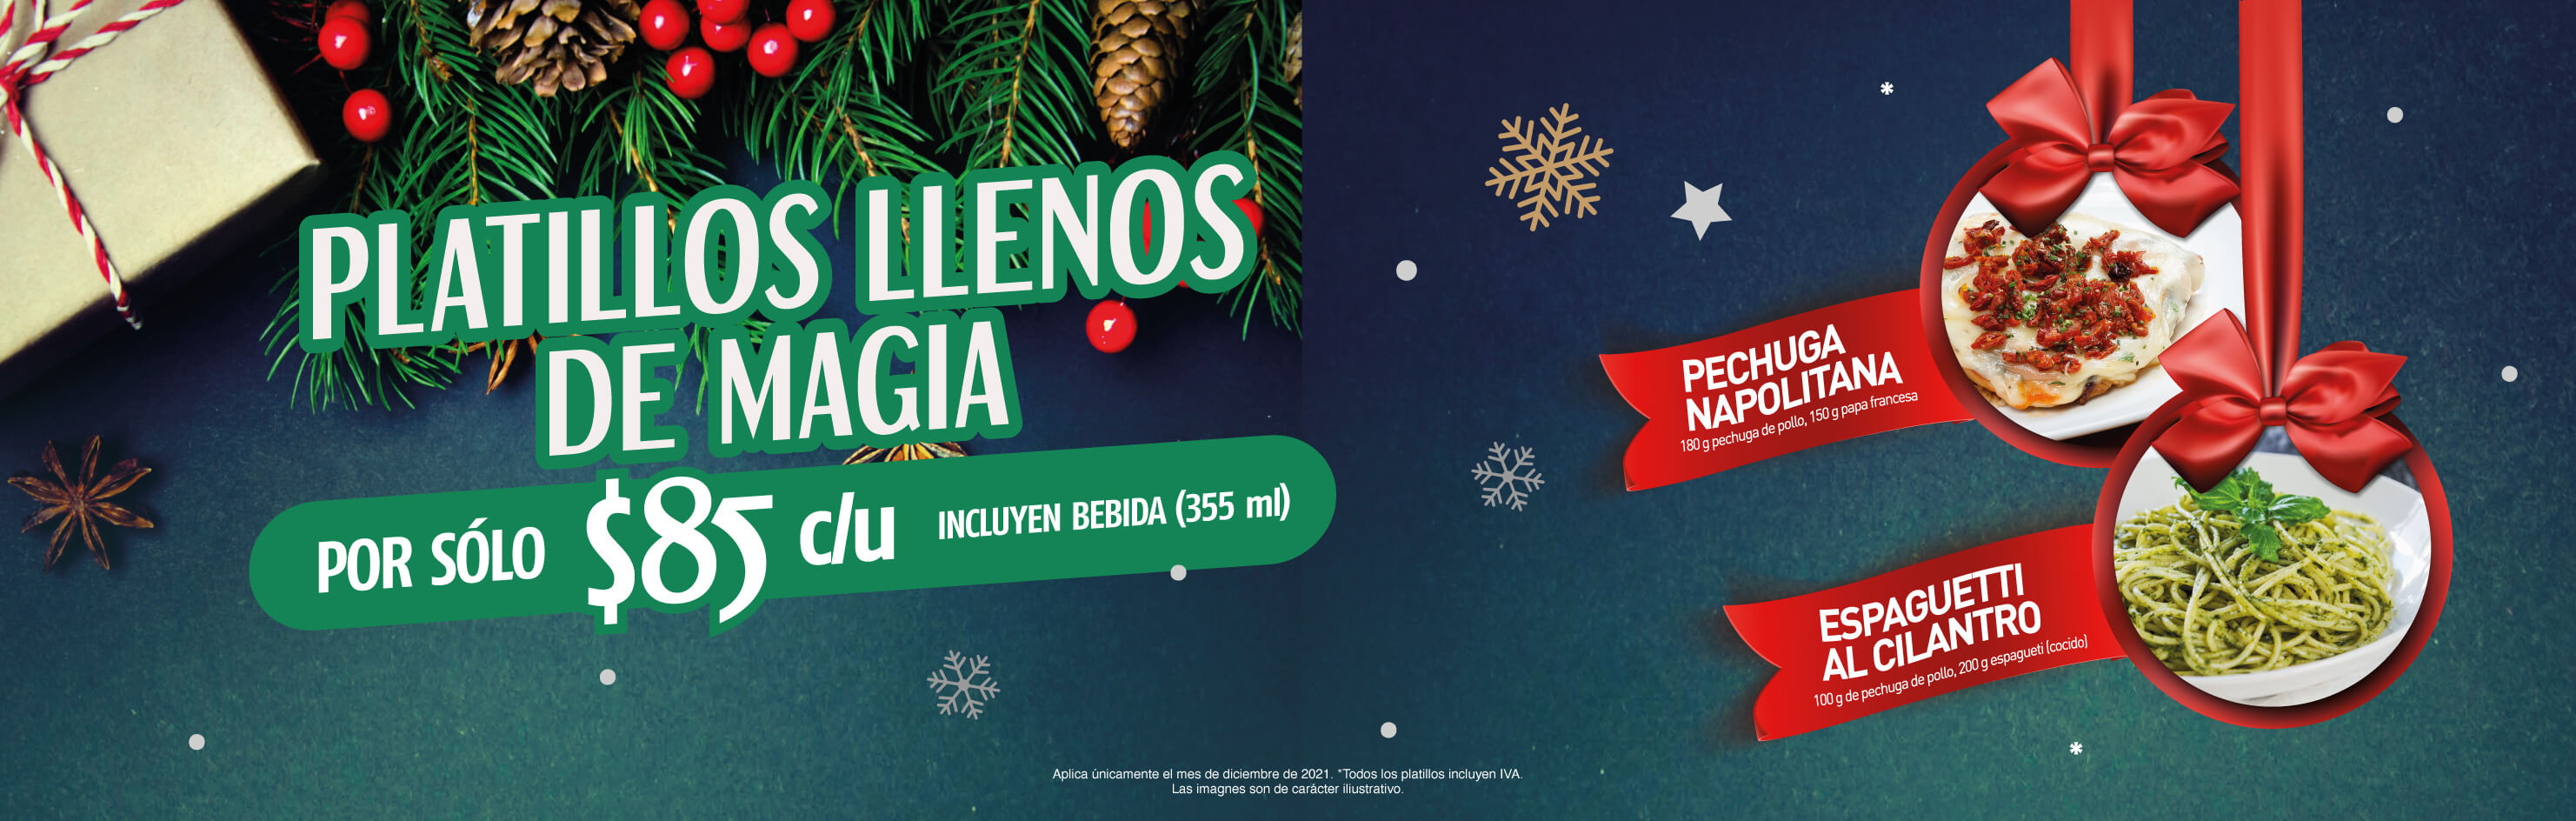 PLATILLOS LLENOS
DE MAGIA
POR SÓLO $85 c/u INCLUYEN BEBIDA (355 ml)
PECHUGA
NAPOLITANA
180 g pechuga de pollo, 150 g papa francesa
ESPAGUETTI
AL CILANTRO
100 g de pechuga de pollo, 200 g espagueti (cocido)
Aplica únicamente el mes de diciembre de 2021. *Todos los platillos incluyen IVA.
Las imagnes son de carácter iliustrativo.